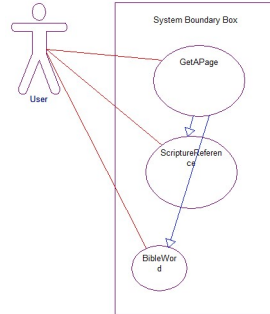 System Boundary Box
GetAPage
User
ScriptureReferen
ce
BibleWor
d